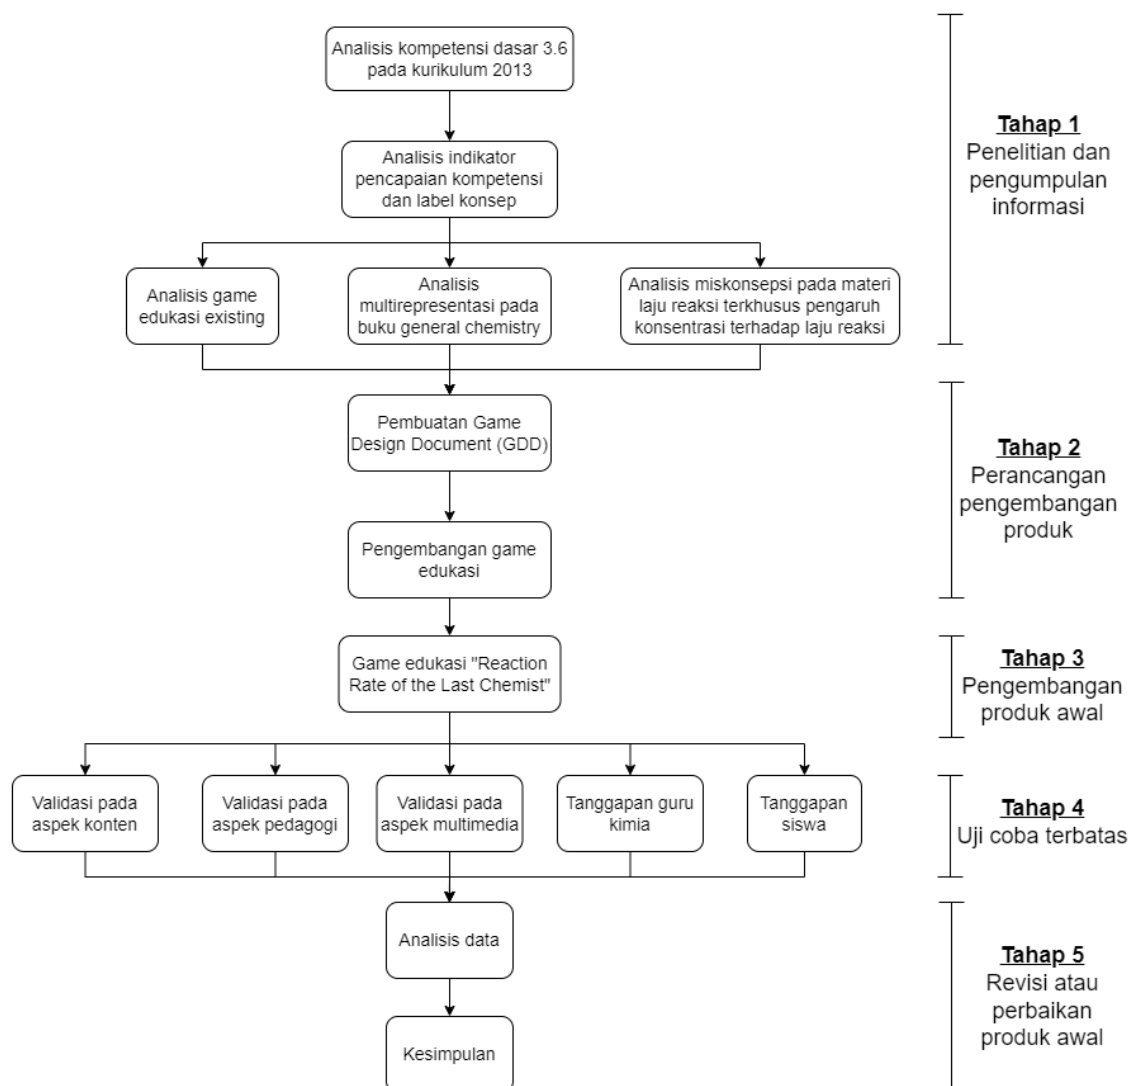 Analisis kompetensi dasar 3.6
pada kurikulum 2013
Tahap 1
Penelitian dan
pengumpulan
informasi
Analisis indikator
pencapaian kompetensi
dan label konsep
Analisis game
edukasi existing
Analisis
multirepresentasi pada
buku general chemistry
Analisis miskonsepsi pada materi
laju reaksi terkhusus pengaruh
konsentrasi terhadap laju reaksi
Pembuatan Game
Design Document (GDD)
Tahap 2
Perancangan
pengembangan
produk
Pengembangan game
edukasi
Game edukasi "Reaction
Rate of the Last Chemist"
Tahap 3
Pengembangan
produk awal
Validasi pada
aspek konten
Validasi pada
aspek pedagogi
Validasi pada
aspek multimedia
Tanggapan guru
kimia
Tanggapan
siswa
Tahap 4
Uji coba terbatas
Analisis data
Tahap 5
Revisi atau
perbaikan
produk awal
Kesimpulan